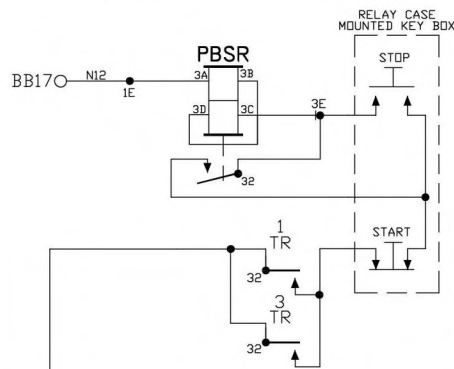 RELAY CASE
MOUNTED KEY BOX
PBSR
STOP
BB17
N12
1E
3A
3B
3D
3C
3E
32
START
1
TR
32
3
TR
32